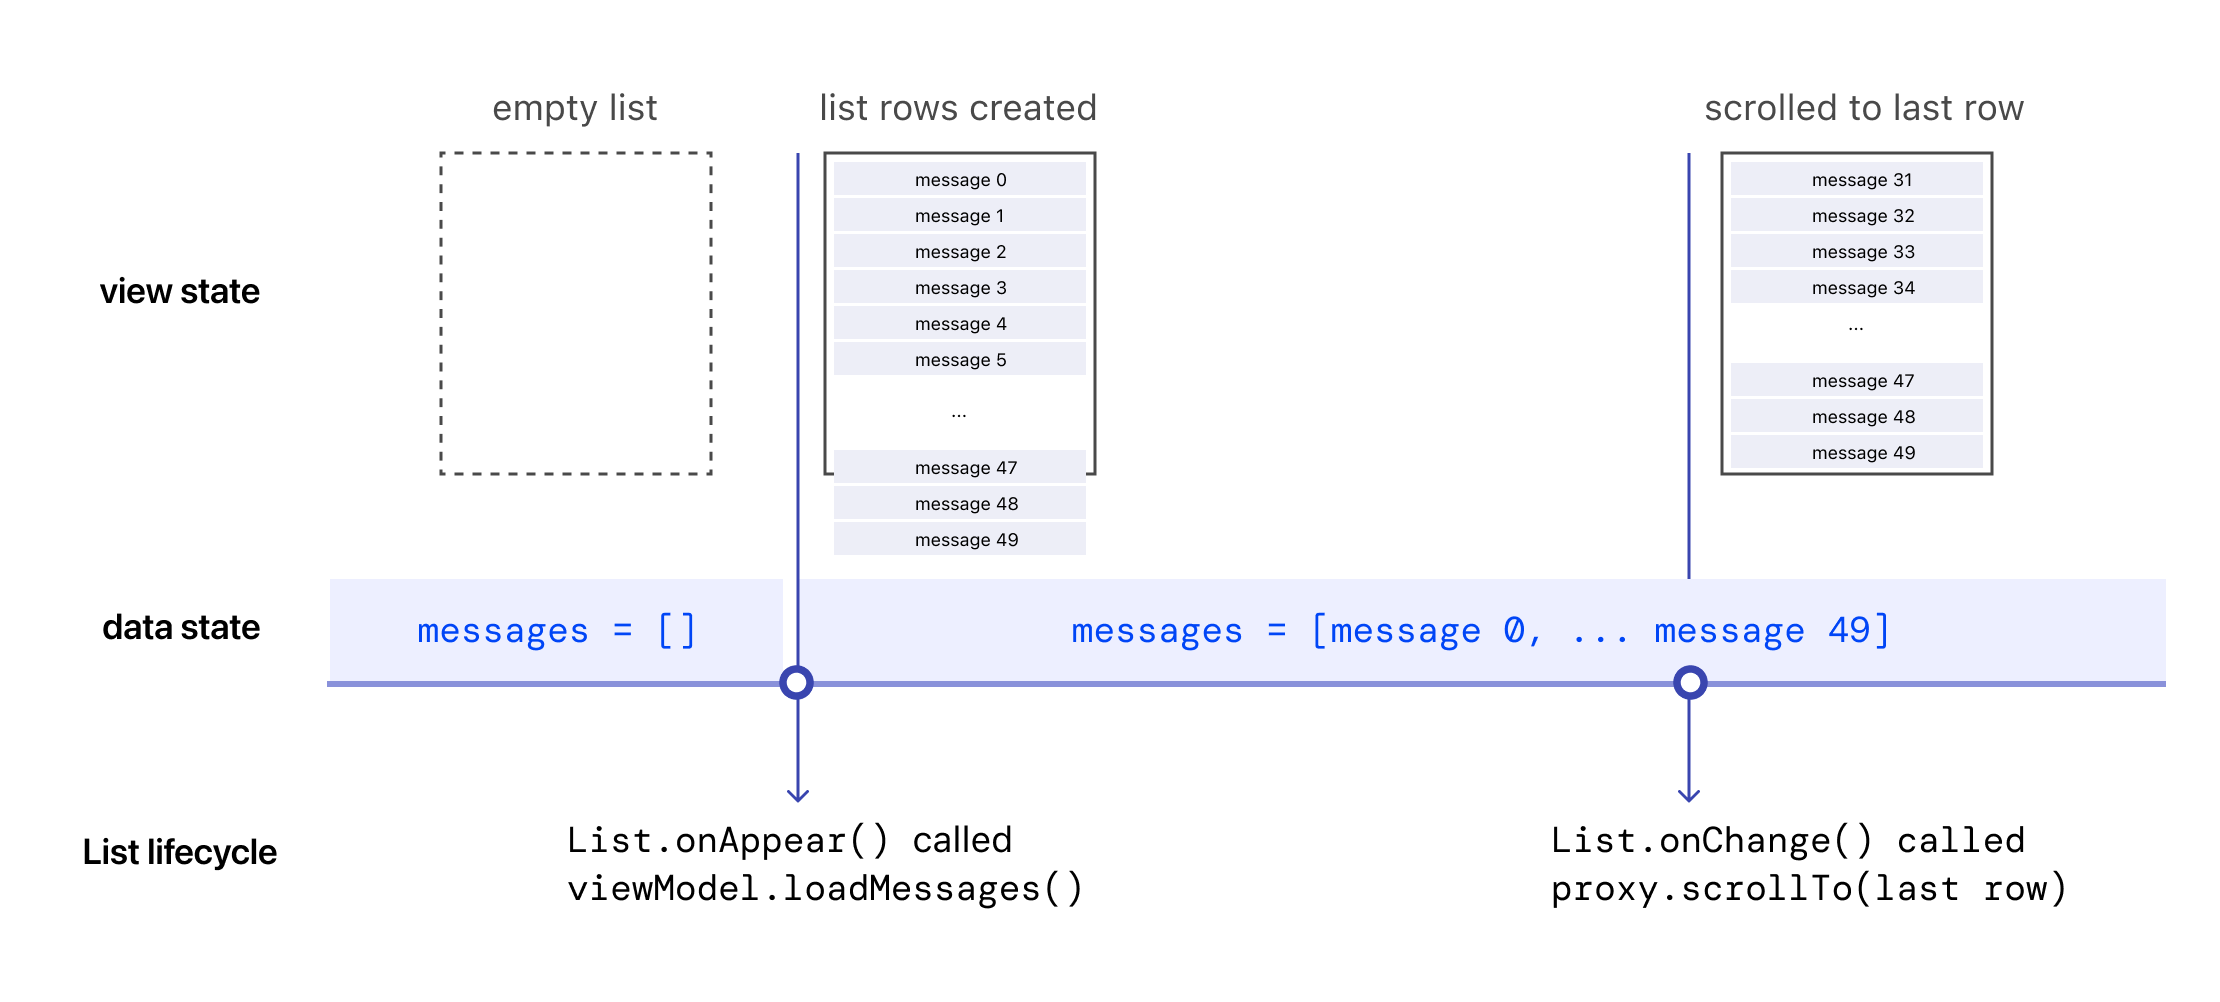 empty list
list rows created
scrolled to last row
view state
message 0
message 1
message 2
message 3
message 4
message 5
...
message 47
message 48
message 49
message 31
message 32
message 33
message 34
...
message 47
message 48
message 49
data state
messages = []
messages = [message 0, ... message 49]
List lifecycle
List.onAppear() called
viewModel.loadMessages()
List.onChange() called
proxy.scrollTo(last row)